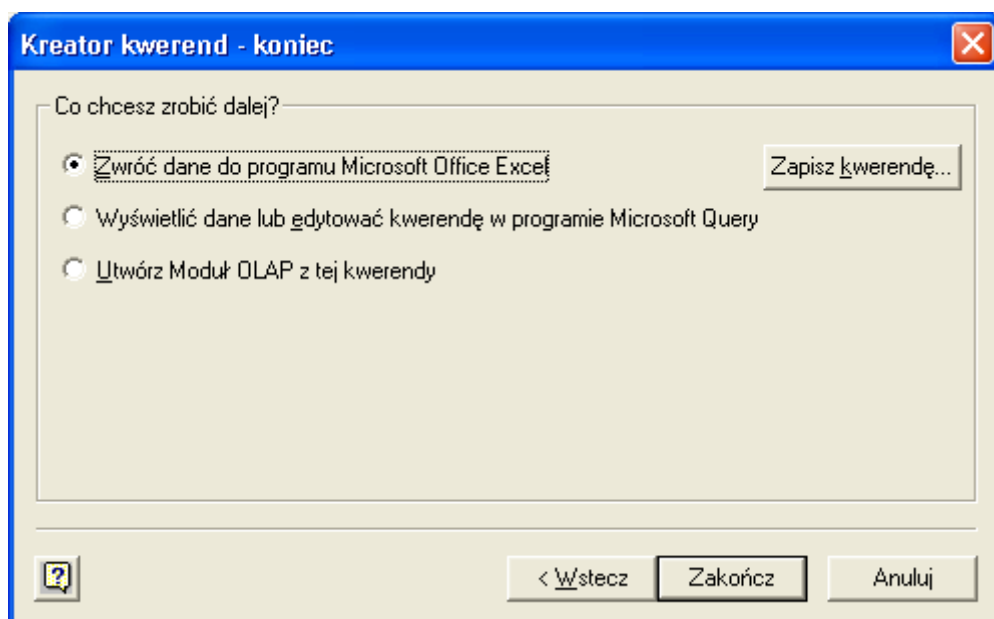 Kreator kwerend - koniec
Co chcesz zrobić dalej?
Zwróć dane do programu Microsoft Office Excel
Zapisz kwerendę...
Wyświetlić dane lub edytować kwerendę w programie Microsoft Query
Utwórz Moduł OLAP z tej kwerendy
?
< Wstecz
Zakończ
Anuluj